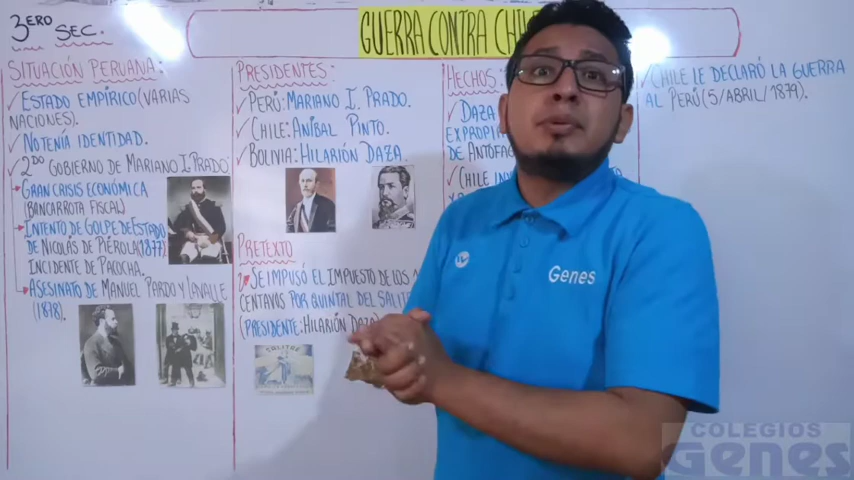 3ERO SEC.
GUERRA CONTRA CHILE
SITUACIÓN PERUANA:
✓ ESTADO EMPÍRICO (VARIAS
NACIONES).
✓ NO TENÍA IDENTIDAD.
✓ 2DO GOBIERNO DE MARIANO I. PRADO
GRAN CRISIS ECONÓMICA
(BANCARROTA FISCAL)
INTENTO DE GOLPE DE ESTADO
DE NICOLÁS DE PIÉROLA (1877)
INCIDENTE DE PACOCHA.
ASESINATO DE MANUEL PARDO Y LAVALLE
(1878).
PRESIDENTES:
✓ PERÚ: MARIANO I. PRADO.
✓ CHILE: ANÍBAL PINTO.
✓ BOLIVIA: HILARIÓN DAZA.
PRETEXTO
SE IMPUSÓ EL IMPUESTO DE LOS
CENTAVOS POR QUINTAL DEL SALIT
(PRESIDENTE: HILARIÓN DAZA
SALITRE
HECHOS:
✓ DAZA
EXPROPIA
DE ANTOFAG
✓ CHILE
✓ CHILE LE DECLARÓ LA GUERRA
AL PERÚ (5/ABRIL/1879).
Genes
COLEGIOS
Genes